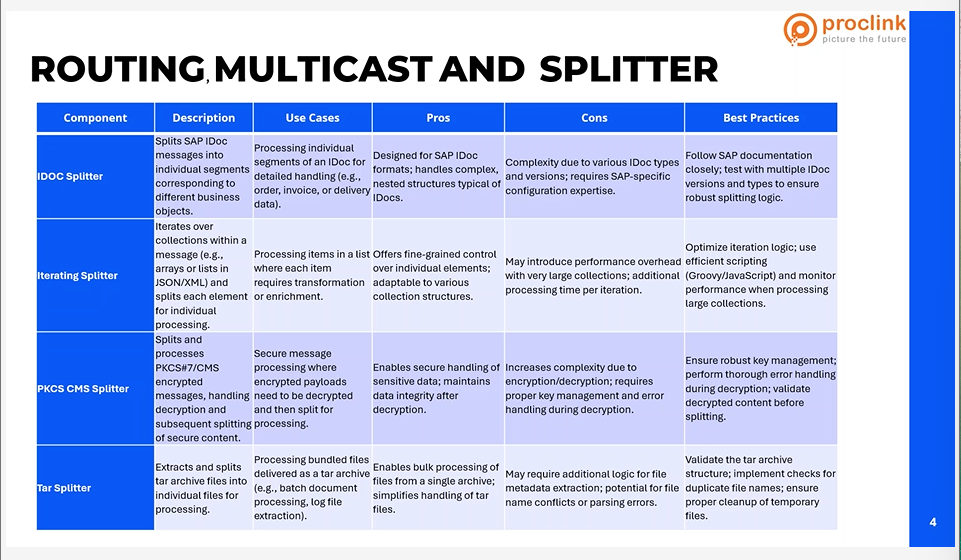 proclink
picture the future
ROUTING, MULTICAST AND SPLITTER
Component Description Use Cases Pros Cons Best Practices
IDOC Splitter
Splits SAP IDoc
messages into
individual segments
corresponding to
different business
objects.
Processing individual
segments of an IDoc for
detailed handling (e.g.,
order, invoice, or delivery
data).
Designed for SAP IDoc
formats; handles complex,
nested structures typical of
IDocs.
Complexity due to various IDoc types
and versions; requires SAP-specific
configuration expertise.
Follow SAP documentation
closely; test with multiple IDoc
versions and types to ensure
robust splitting logic.
Iterating Splitter
Iterates over
collections within a
message (e.g.,
arrays or lists in
JSON/XML) and
splits each element
for individual
processing.
Processing items in a list
where each item
requires transformation
or enrichment.
Offers fine-grained control
over individual elements;
adaptable to various
collection structures.
May introduce performance overhead
with very large collections; additional
processing time per iteration.
Optimize iteration logic; use
efficient scripting
(Groovy/JavaScript) and monitor
performance when processing
large collections.
PKCS CMS Splitter
Splits and
processes
PKCS#7/CMS
encrypted
messages, handling
decryption and
subsequent splitting
of secure content.
Secure message
processing where
encrypted payloads
need to be decrypted
and then split for
processing.
Enables secure handling of
sensitive data; maintains
data integrity after
decryption.
Increases complexity due to
encryption/decryption; requires
proper key management and error
handling during decryption.
Ensure robust key management;
perform thorough error handling
during decryption; validate
decrypted content before
splitting.
Tar Splitter
Extracts and splits
tar archive files into
individual files for
processing.
Processing bundled files
delivered as a tar archive
(e.g., batch document
processing, log file
extraction).
Enables bulk processing of
files from a single archive;
simplifies handling of tar
files.
May require additional logic for file
metadata extraction; potential for file
name conflicts or parsing errors.
Validate the tar archive
structure; implement checks for
duplicate file names; ensure
proper cleanup of temporary
files.
4